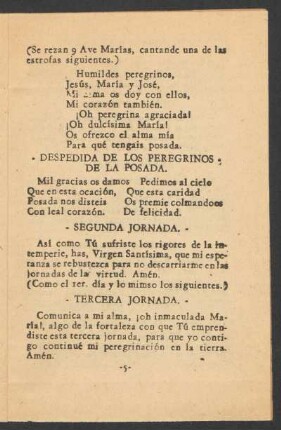 (Se rezan 9 Ave Marías, cantande una de las
estrofas siguientes.)
Humildes peregrinos,
Jesús, María y José,
Mi alma os doy con ellos,
Mi corazón también.
¡Oh peregrina agraciada!
¡Oh dulcísima María!
Os ofrezco el alma mía
Para qué tengais posada.
- DESPEDIDA DE LOS PEREGRINOS -
DE LA POSADA.
Mil gracias os damos
Que en esta ocación,
Posada nos disteis
Con leal corazón.
Pedimos al cielo
Que esta caridad
Os premie colmandoos
De felicidad.
- SEGUNDA JORNADA. -
Así como Tú sufriste los rigores de la in-
temperie, has, Virgen Santísima, que mi espe-
ranza se rebustezca para no descarriarme en las
jornadas de la virtud. Amén.
(Como el 1er. día y lo mimso los siguientes.)
- TERCERA JORNADA. -
Comunica a mi alma, ¡oh inmaculada Ma-
ría!, algo de la fortaleza con que Tú empren-
diste esta tercera jornada, para que yo conti-
go continué mi peregrinación en la tierra.
Amén.
-5-